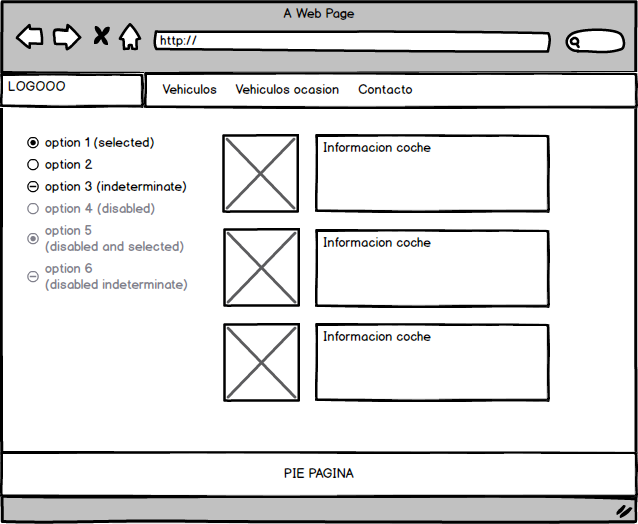 A Web Page
http://
LOGOOO
Vehiculos Vehiculos ocasion Contacto
option 1 (selected)
option 2
option 3 (indeterminate)
option 4 (disabled)
option 5
(disabled and selected)
option 6
(disabled indeterminate)
Informacion coche
Informacion coche
Informacion coche
PIE PAGINA